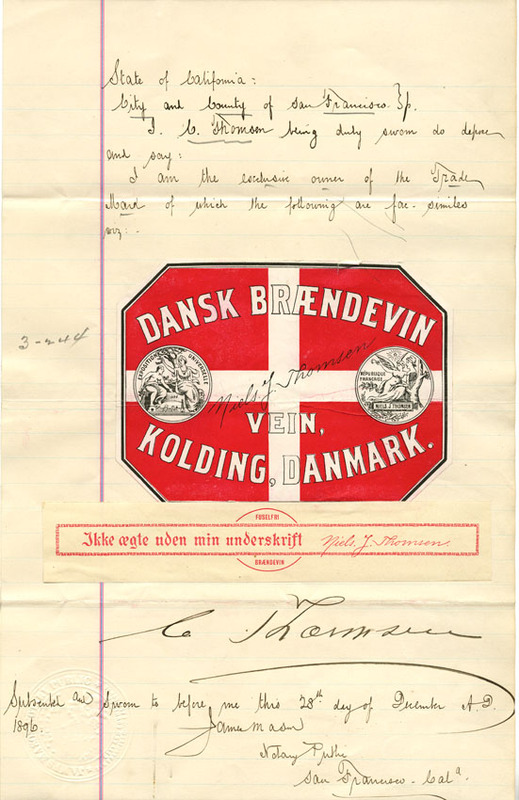 State of California:
City and County of San Francisco }
I, C. Thomson being duly sworn do depose
and say:
I am the exclusive owner of the Trade
Mark of which the following are fac-similes
viz:-
3-244
DANSK BRÆNDEVIN
EXPOSITION UNIVERSELLE
Niels J. Thomsen
REPUBLIQUE
FRANÇAISE
NIELS J THOMSEN
VEIN,
KOLDING, DANMARK.
FUSELFRI
Ikke ægte uden min underskrift Niels. J. Thomsen.
BRÆNDEVIN
C Thomsen
Subscribed and Sworn to before me this 28th day of December A.D.
1896.
James Mason
Notary Public
San Francisco - Cala.